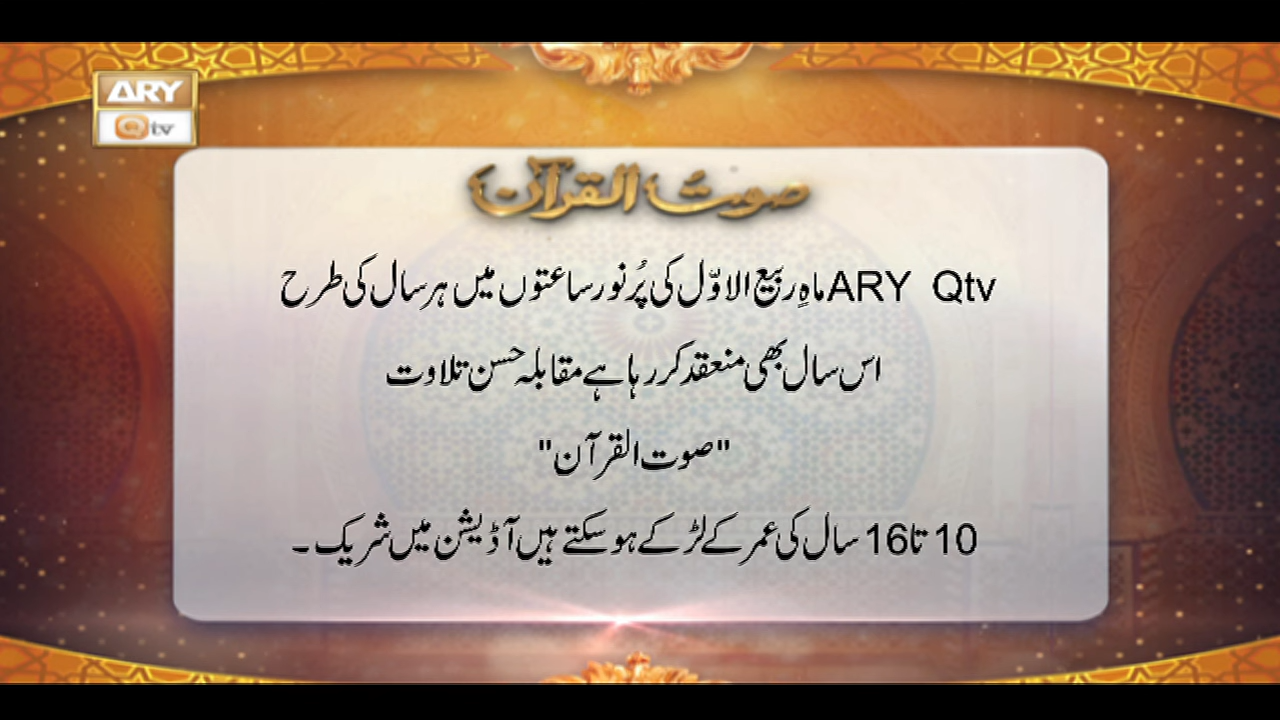 ARY
Qtv
صوت القرآن
ARY Qtv ماہِ ربیع الاوّل کی پُر نور ساعتوں میں ہر سال کی طرح
اس سال بھی منعقد کر رہا ہے مقابلہ حسن تلاوت
"صوت القرآن"
10 تا 16 سال کی عمر کے لڑکے ہو سکتے ہیں آڈیشن میں شریک ۔